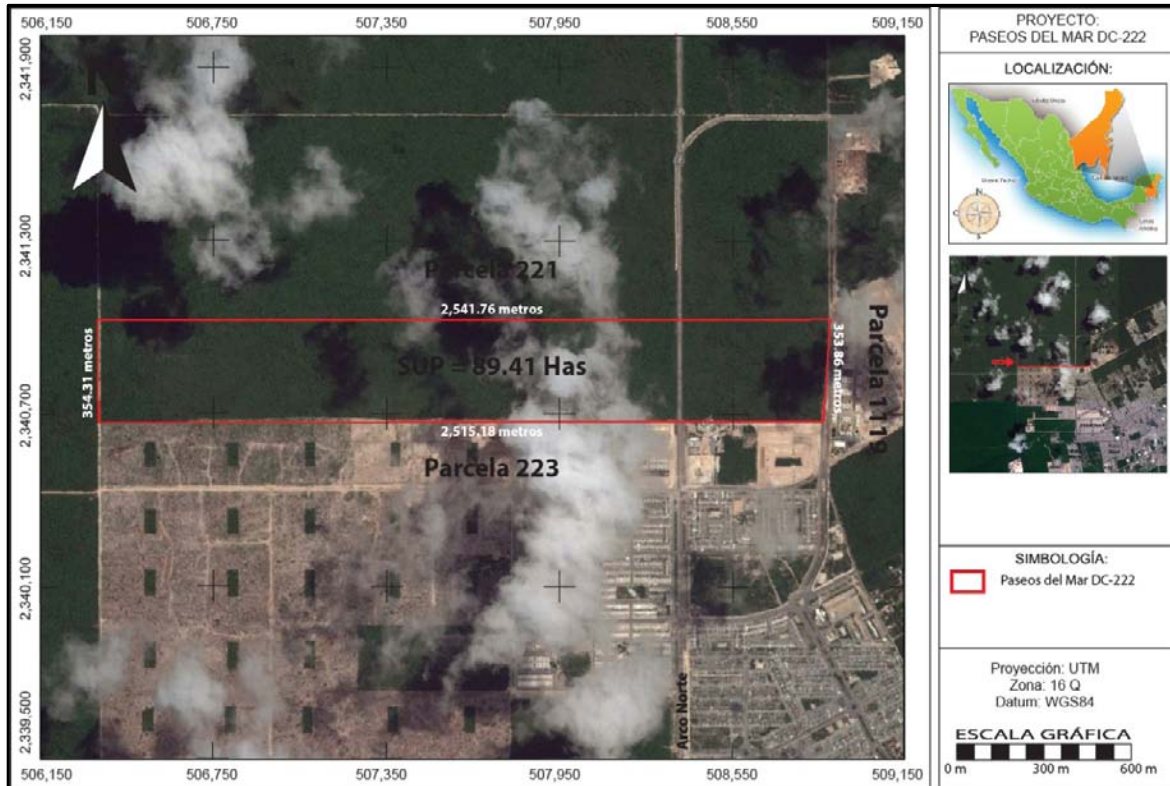 506,150
506,750
507,350
507,950
508,550
509,150
2,341,900
2,341,300
2,340,700
2,340,100
2,339,500
N
Parcela 221
2,541.76 metros
354.31 metros
SUP = 89.41 Has
353.86 metros
Parcela 1119
2,515.18 metros
Parcela 223
Arco Norte
506,150
506,750
507,350
507,950
508,550
509,150
PROYECTO:
PASEOS DEL MAR DC-222
LOCALIZACIÓN:
N
SIMBOLOGÍA:
Paseos del Mar DC-222
Proyección: UTM
Zona: 16 Q
Datum: WGS84
ESCALA GRÁFICA
0 m
300 m
600 m